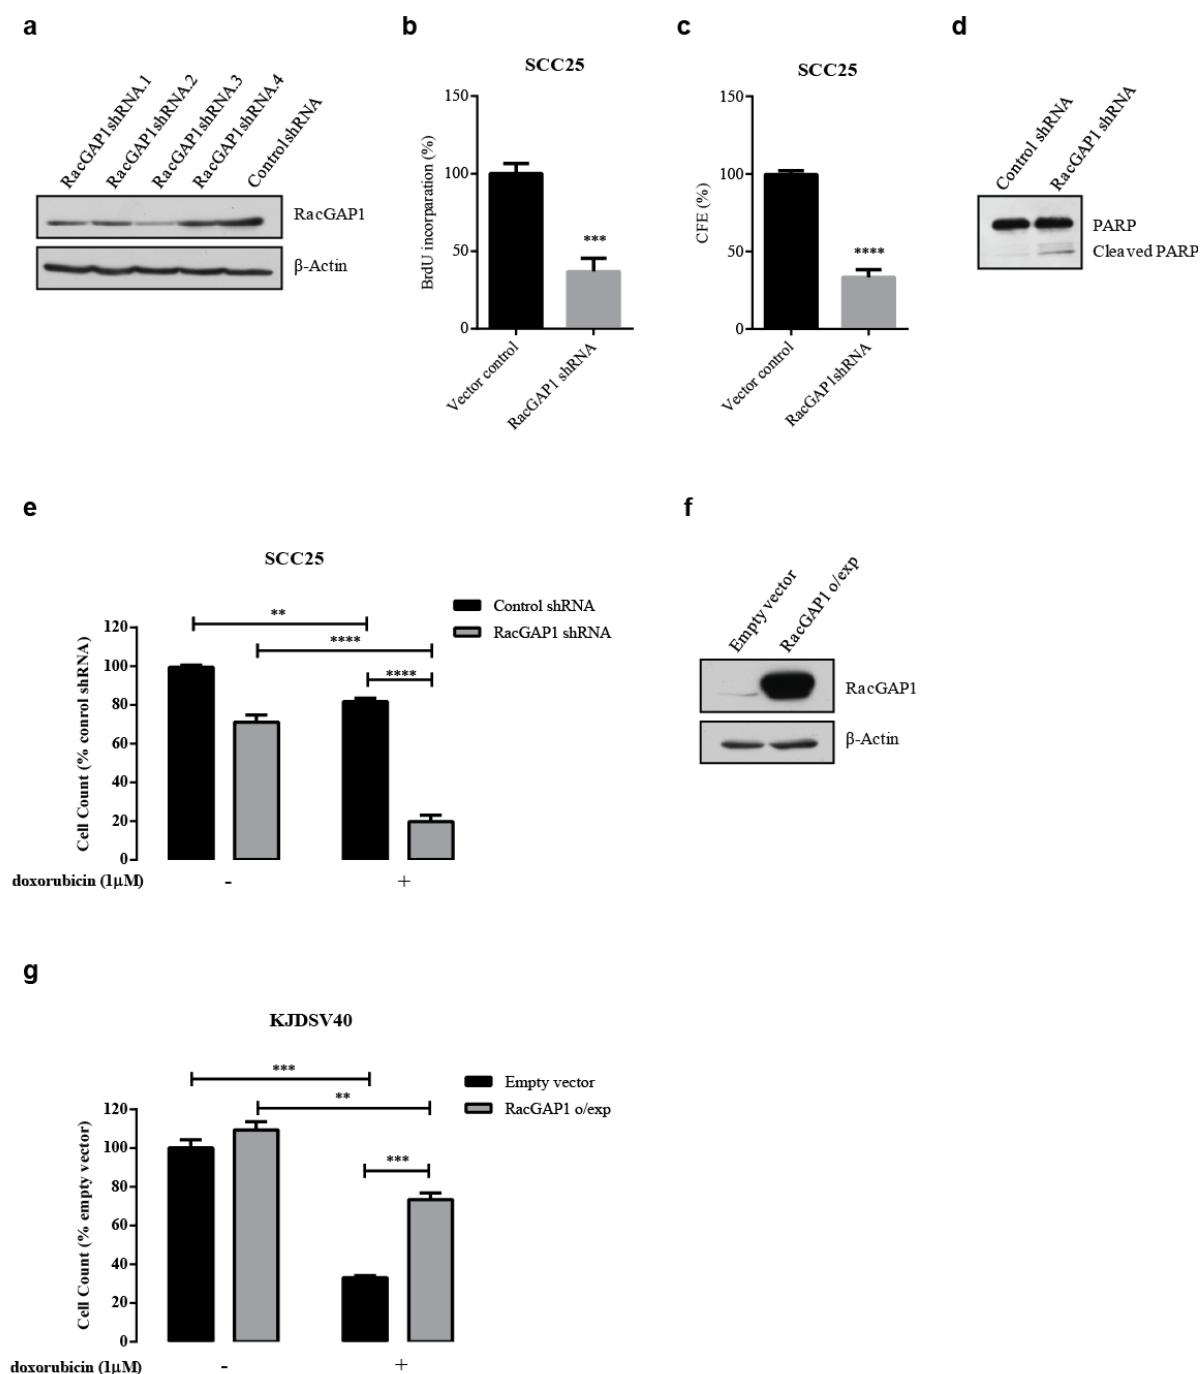 a
RacGAP1shRNA.1
RacGAP1shRNA.2
RacGAP1shRNA.3
RacGAP1shRNA.4
ControlshRNA
RacGAP1
β-Actin
b
SCC25
BrdU incorparation (%)
150
100
50
0
***
Vector control
RacGAP1 shRNA
c
SCC25
CFE (%)
150
100
50
0
****
Vector control
RacGAP1shRNA
d
Control shRNA
RacGAP1 shRNA
PARP
Cleaved PARP
e
SCC25
Control shRNA
RacGAP1 shRNA
**
****
****
Cell Count (% conrol shRNA)
120
100
80
60
40
20
0
doxorubicin (1μM) - +
f
Empty vector
RacGAP1 o/exp
RacGAP1
β-Actin
g
KJDSV40
Empty vector
RacGAP1 o/exp
***
**
***
Cell Count (% empty vector)
120
100
80
60
40
20
0
doxorubicin (1μM) - +